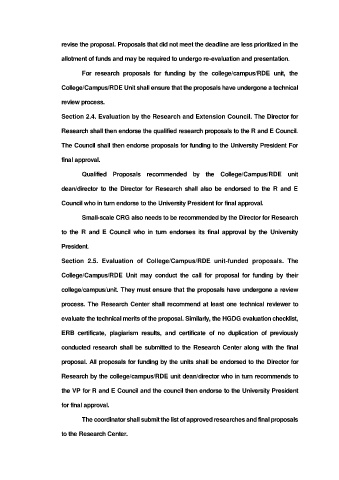 revise the proposal. Proposals that did not meet the deadline are less prioritized in the
allotment of funds and may be required to undergo re-evaluation and presentation.
For research proposals for funding by the college/campus/RDE unit, the
College/Campus/RDE Unit shall ensure that the proposals have undergone a technical
review process.
Section 2.4. Evaluation by the Research and Extension Council. The Director for
Research shall then endorse the qualified research proposals to the R and E Council.
The Council shall then endorse proposals for funding to the University President For
final approval.
Qualified Proposals recommended by the College/Campus/RDE unit
dean/director to the Director for Research shall also be endorsed to the R and E
Council who in turn endorse to the University President for final approval.
Small-scale CRG also needs to be recommended by the Director for Research
to the R and E Council who in turn endorses its final approval by the University
President.
Section 2.5. Evaluation of College/Campus/RDE unit-funded proposals. The
College/Campus/RDE Unit may conduct the call for proposal for funding by their
college/campus/unit. They must ensure that the proposals have undergone a review
process. The Research Center shall recommend at least one technical reviewer to
evaluate the technical merits of the proposal. Similarly, the HGDG evaluation checklist,
ERB certificate, plagiarism results, and certificate of no duplication of previously
conducted research shall be submitted to the Research Center along with the final
proposal. All proposals for funding by the units shall be endorsed to the Director for
Research by the college/campus/RDE unit dean/director who in turn recommends to
the VP for R and E Council and the council then endorse to the University President
for final approval.
The coordinator shall submit the list of approved researches and final proposals
to the Research Center.